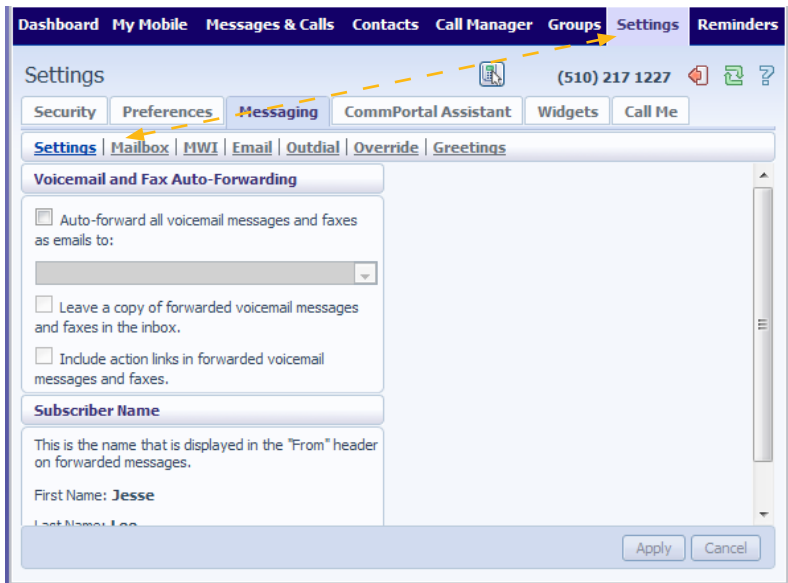 Dashboard My Mobile Messages & Calls Contacts Call Manager Groups Settings Reminders
Settings (510) 217 1227
Security Preferences Messaging CommPortal Assistant Widgets Call Me
Settings | Mailbox | MWI | Email | Outdial | Override | Greetings
Voicemail and Fax Auto-Forwarding
Auto-forward all voicemail messages and faxes
as emails to:
Leave a copy of forwarded voicemail messages
and faxes in the inbox.
Include action links in forwarded voicemail
messages and faxes.
Subscriber Name
This is the name that is displayed in the "From" header
on forwarded messages.
First Name: Jesse
Last Name:
Apply Cancel